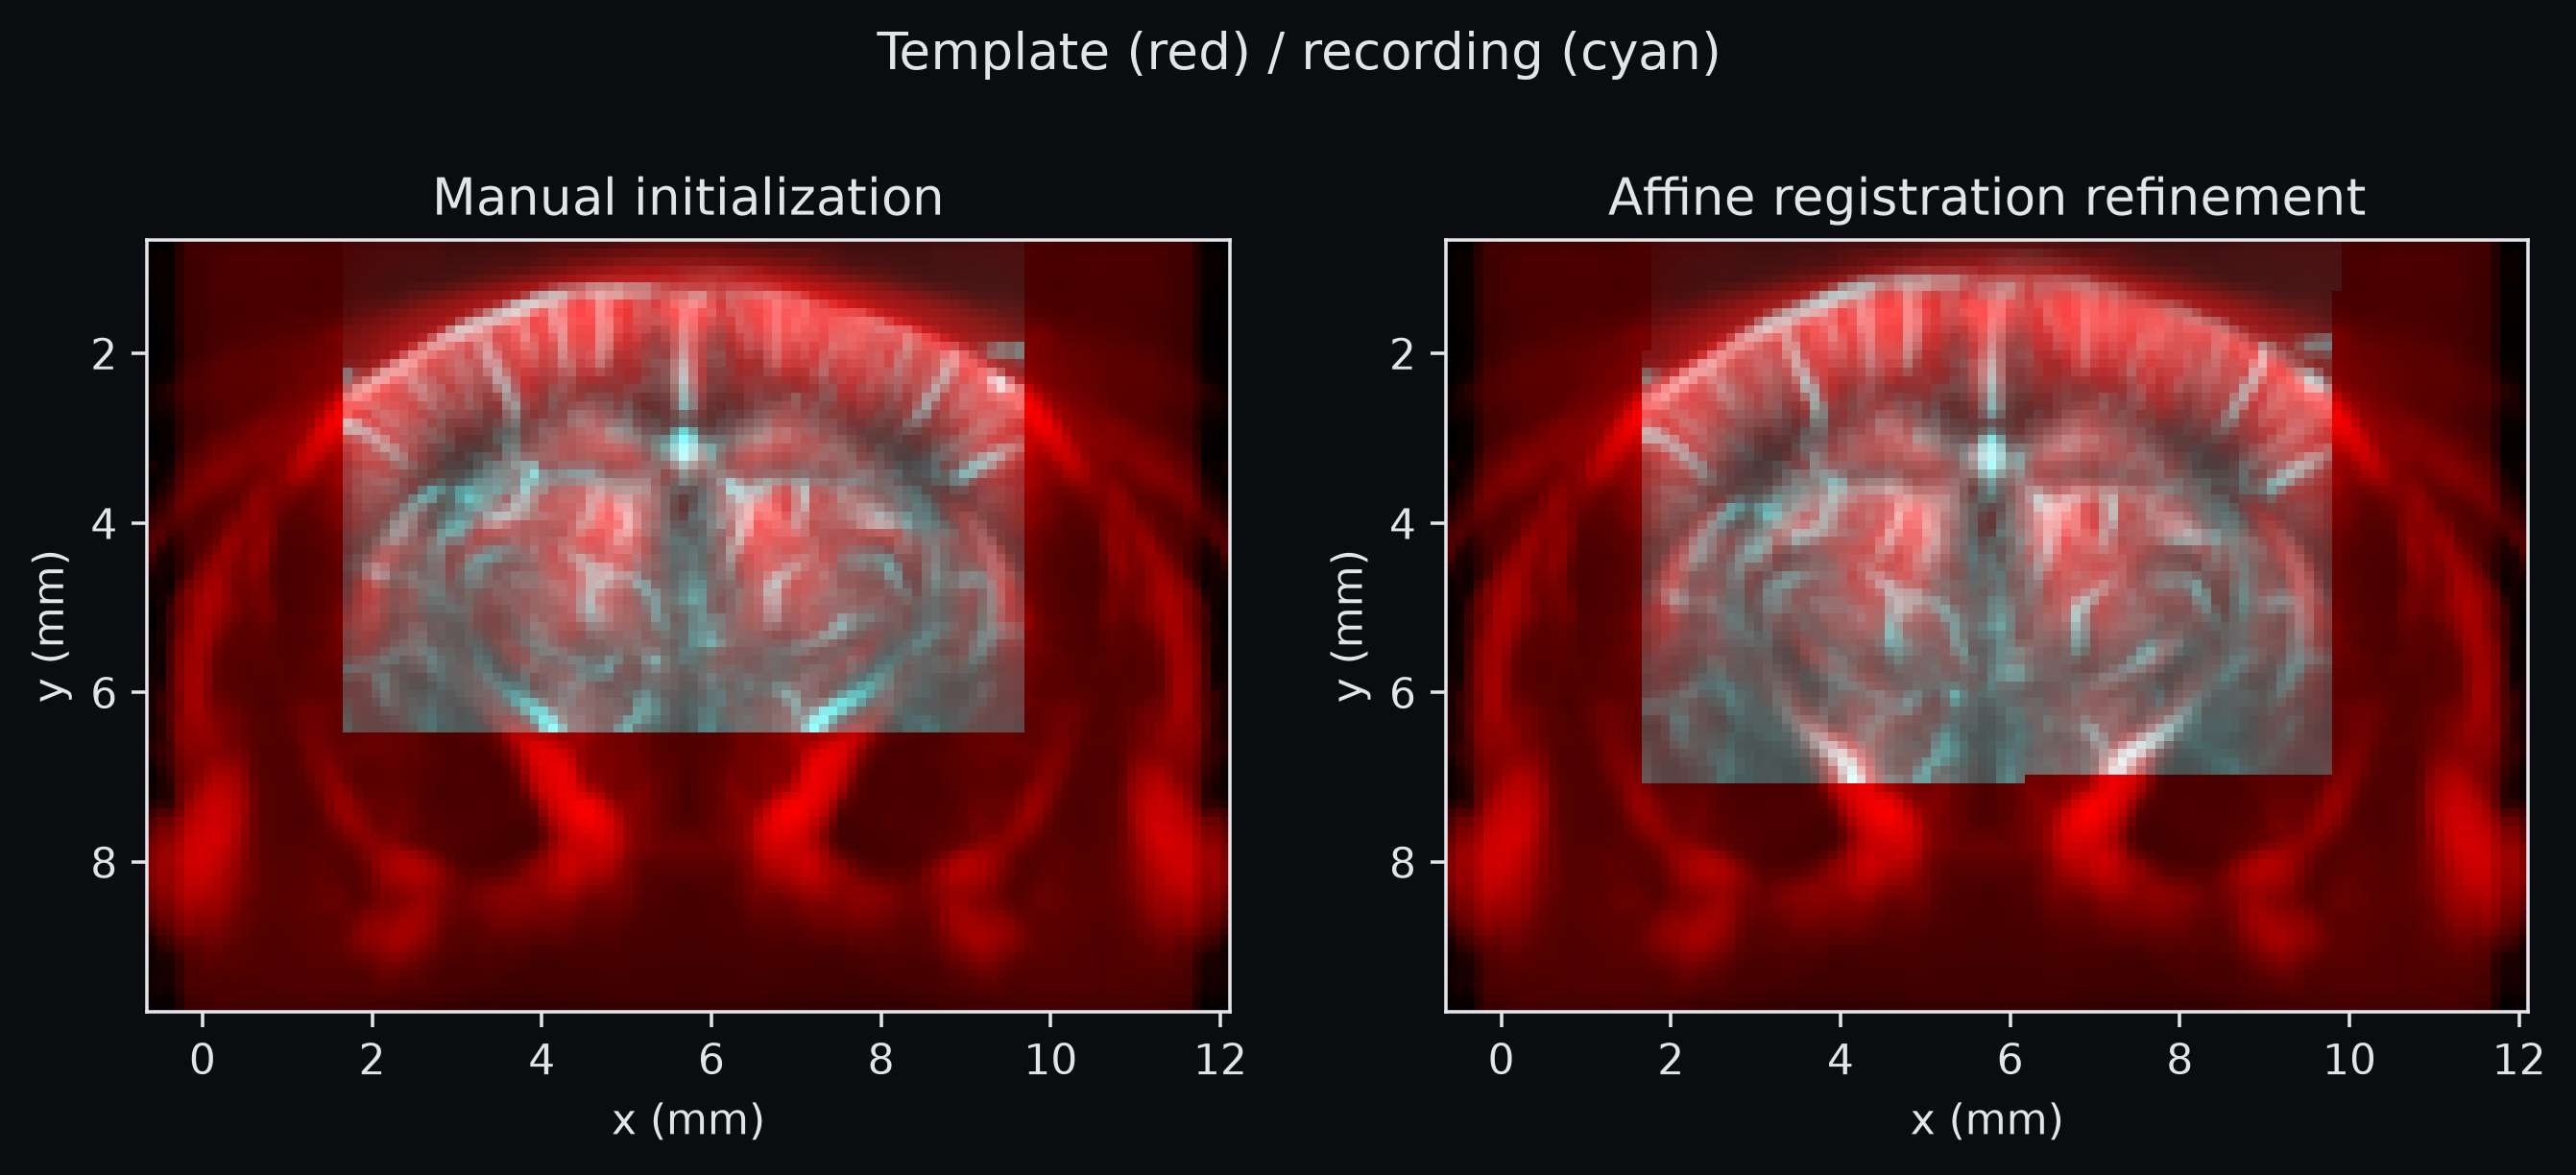 Template (red) / recording (cyan)
Manual initialization
Affine registration refinement
2
4
6
8
y (mm)
0 2 4 6 8 10 12
x (mm)
2
4
6
8
y (mm)
0 2 4 6 8 10 12
x (mm)